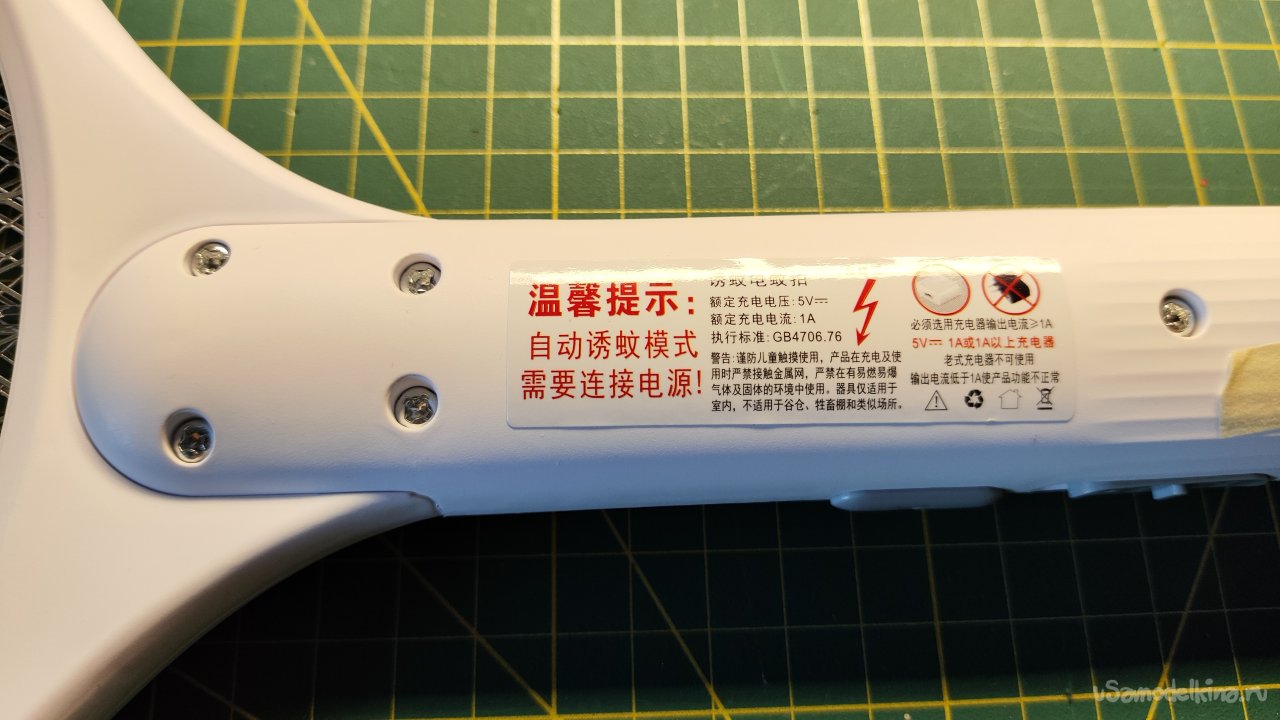 温馨提示:
自动诱蚊模式
需要连接电源!
诱蚊电蚊拍
额定充电电压:5V⎓
额定充电电流:1A
执行标准:GB4706.76
警告:谨防儿童触摸使用，产品在充电及使
用时严禁接触金属网，严禁在有易燃易爆
气体及固体的环境中使用。器具仅适用于
室内，不适用于谷仓、牲畜棚和类似场所。
必须选用充电器输出电流≥1A
5V⎓ 1A或1A以上充电器
老式充电器不可使用
输出电流低于1A使产品功能不正常
uSamodelkina.ru